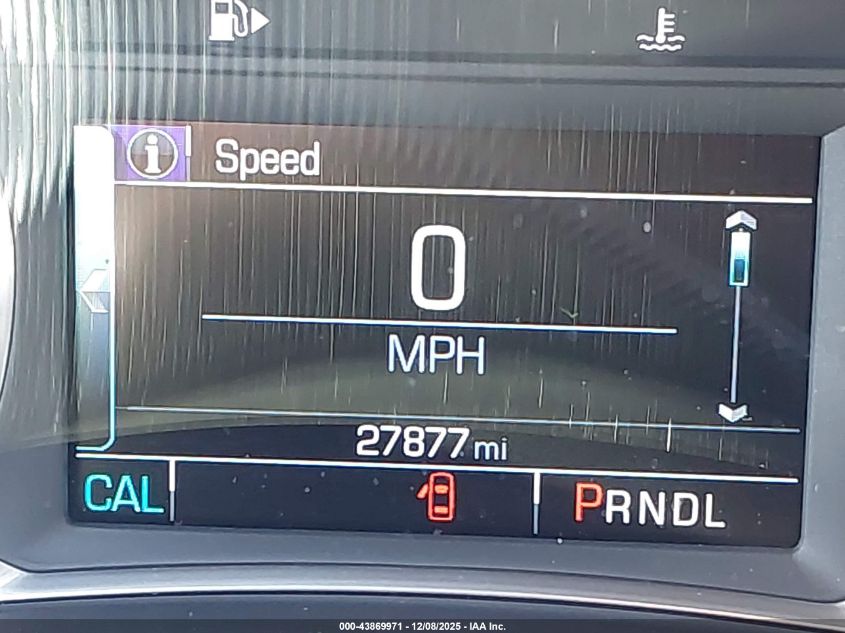 Speed
0
MPH
27877 mi
CAL
PRNDL
000-43869971 - 12/08/2025 - IAA Inc.